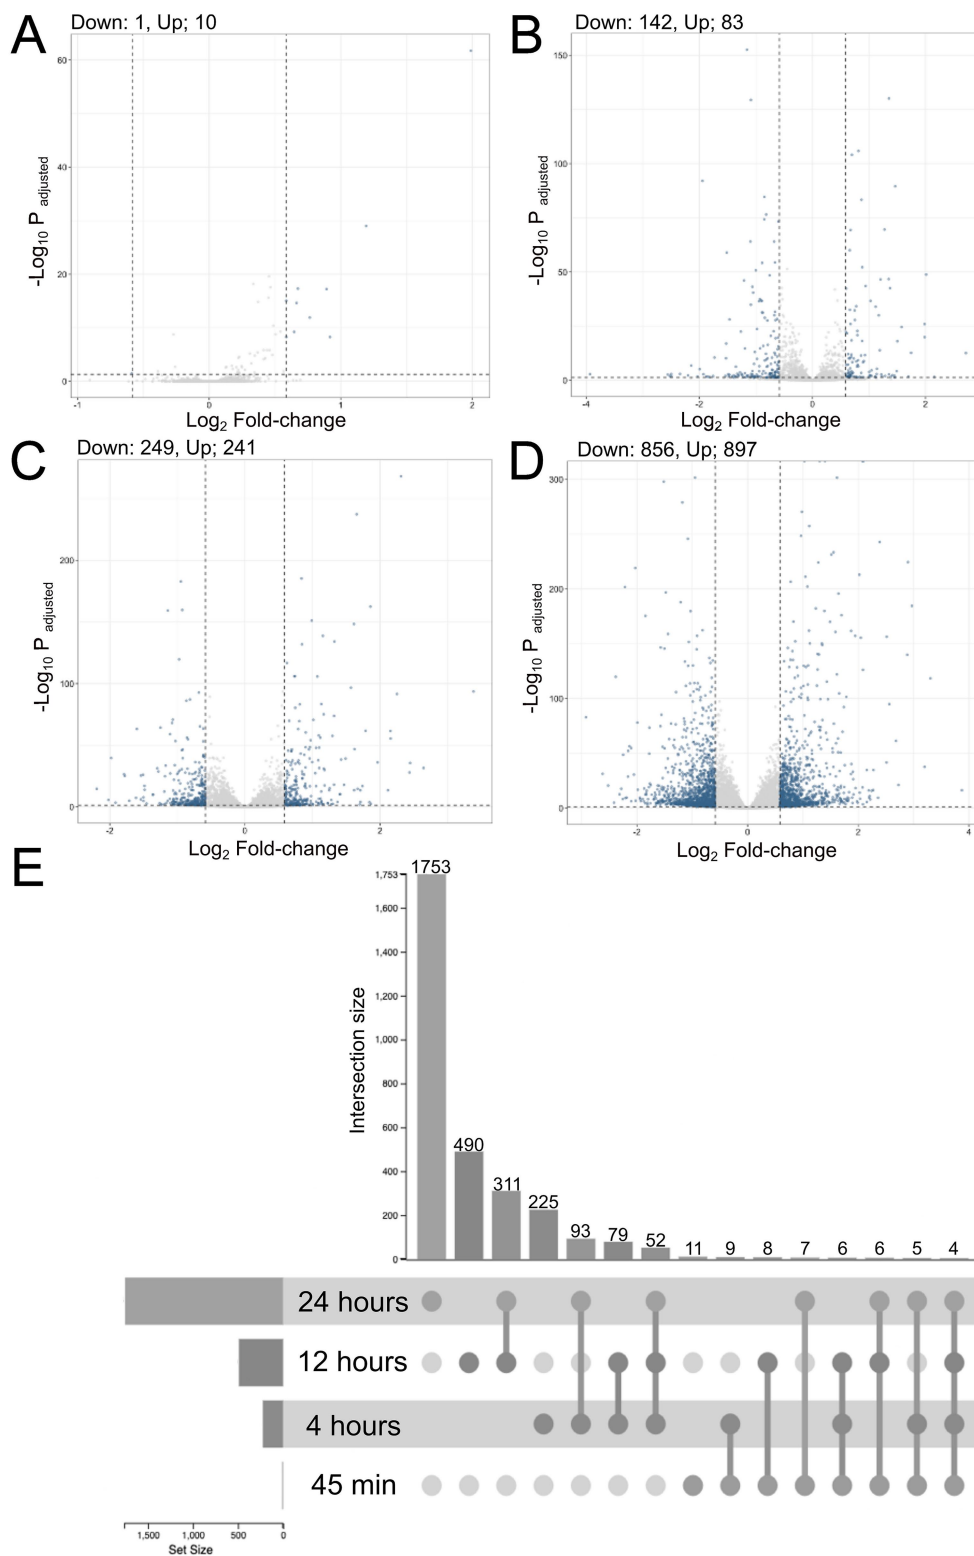 A
Down: 1, Up; 10
60
40
20
0
-Log10 P adjusted
-1
0
1
2
Log2 Fold-change
B
Down: 142, Up; 83
150
100
50
0
-Log10 P adjusted
-4
-2
0
2
Log2 Fold-change
C
Down: 249, Up; 241
200
100
0
-Log10 P adjusted
-2
0
2
Log2 Fold-change
D
Down: 856, Up; 897
300
200
100
0
-Log10 P adjusted
-2
0
2
4
Log2 Fold-change
E
1,753
1,600
1,400
1,200
1,000
800
600
400
200
0
Intersection size
1753
490
311
225
93
79
52
11
9
8
7
6
6
5
4
24 hours
12 hours
4 hours
45 min
1,500
1,000
500
0
Set Size